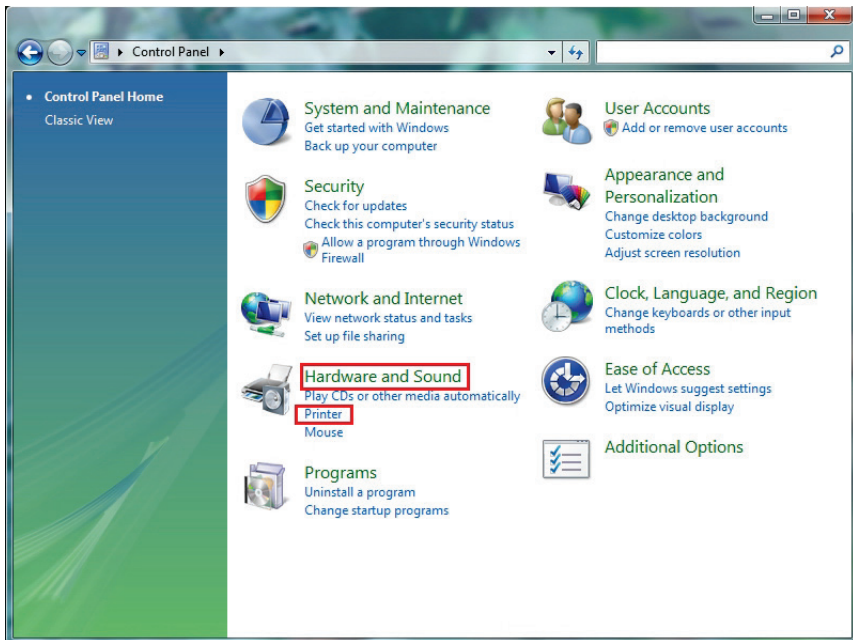 Control Panel
Control Panel Home
Classic View
System and Maintenance
Get started with Windows
Back up your computer
Security
Check for updates
Check this computer's security status
Allow a program through Windows
Firewall
Network and Internet
View network status and tasks
Set up file sharing
Hardware and Sound
Play CDs or other media automatically
Printer
Mouse
Programs
Uninstall a program
Change startup programs
User Accounts
Add or remove user accounts
Appearance and
Personalization
Change desktop background
Customize colors
Adjust screen resolution
Clock, Language, and Region
Change keyboards or other input
methods
Ease of Access
Let Windows suggest settings
Optimize visual display
Additional Options